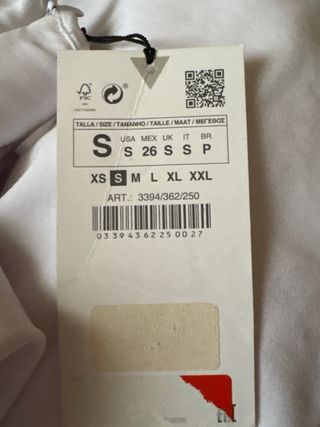 FSC
TALLA / SIZE / TAMANHO / TAILLE / MAAT / ΜΕΓΕΘΟΣ
USA MEX UK IT BR
S S 26 S S P
XS S M L XL XXL
ART.: 3394/362/250
03394362250027